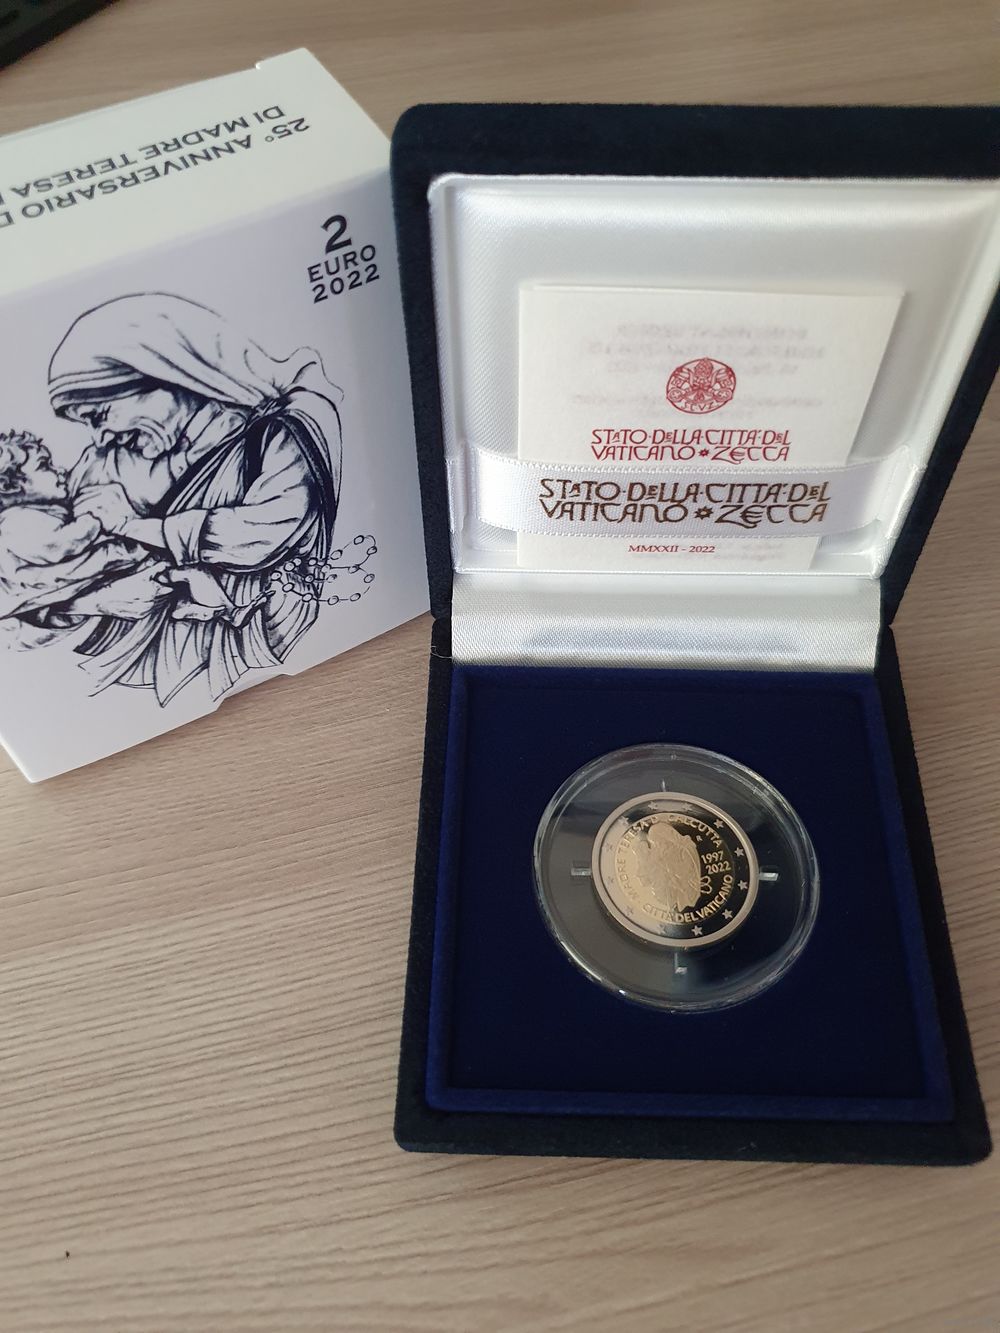 25° ANNIVERSARIO
DI MADRE TERESA
2
EURO
2022
STATO·DELLA·CITTÀ·DEL
VATICANO * ZECCA
STATO·DELLA·CITTÀ·DEL
VATICANO * ZECCA
MMXXII - 2022
MADRE TERESA DI CALCUTTA
R
1997
2022
CITTÀ DEL VATICANO